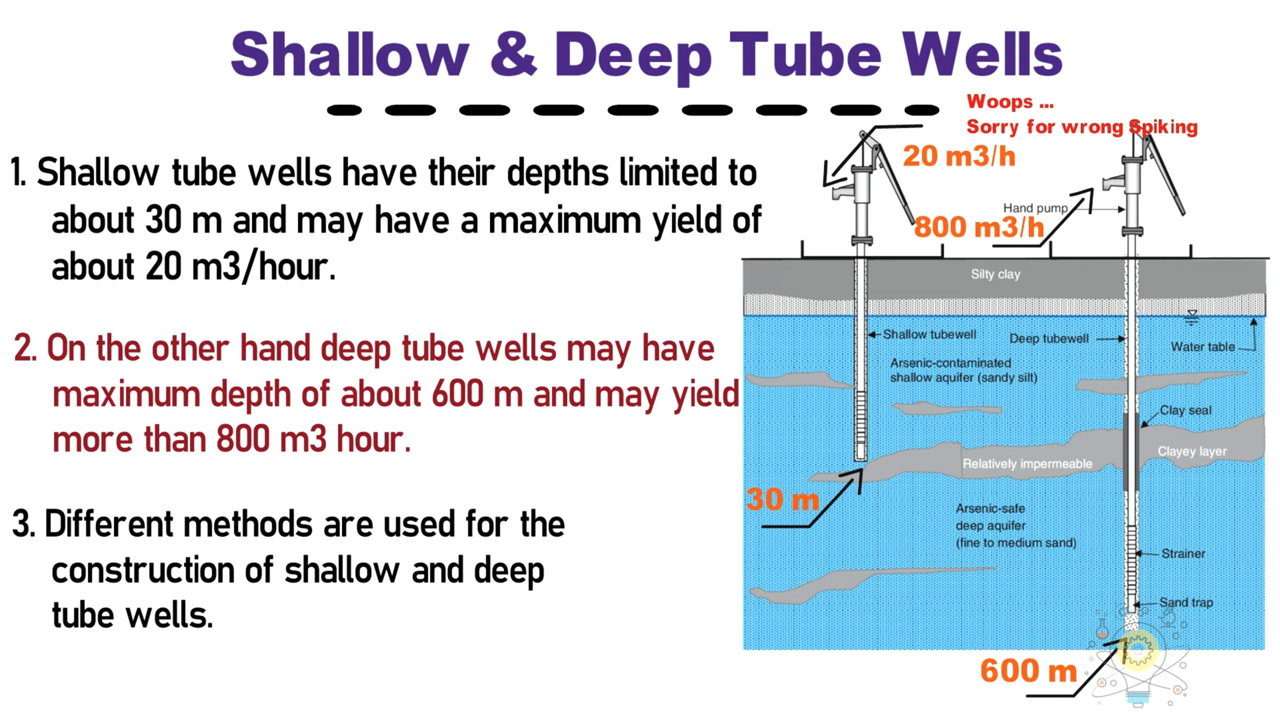 Shallow & Deep Tube Wells
Woops ...
Sorry for wrong Spiking
1. Shallow tube wells have their depths limited to
about 30 m and may have a maximum yield of
about 20 m3/hour.
2. On the other hand deep tube wells may have
maximum depth of about 600 m and may yield
more than 800 m3 hour.
3. Different methods are used for the
construction of shallow and deep
tube wells.
20 m3/h
Hand pump
800 m3/h
Silty clay
Shallow tubewell
Deep tubewell
Water table
Arsenic-contaminated
shallow aquifer (sandy silt)
Clay seal
Clayey layer
Relatively impermeable
30 m
Arsenic-safe
deep aquifer
(fine to medium sand)
Strainer
Sand trap
600 m